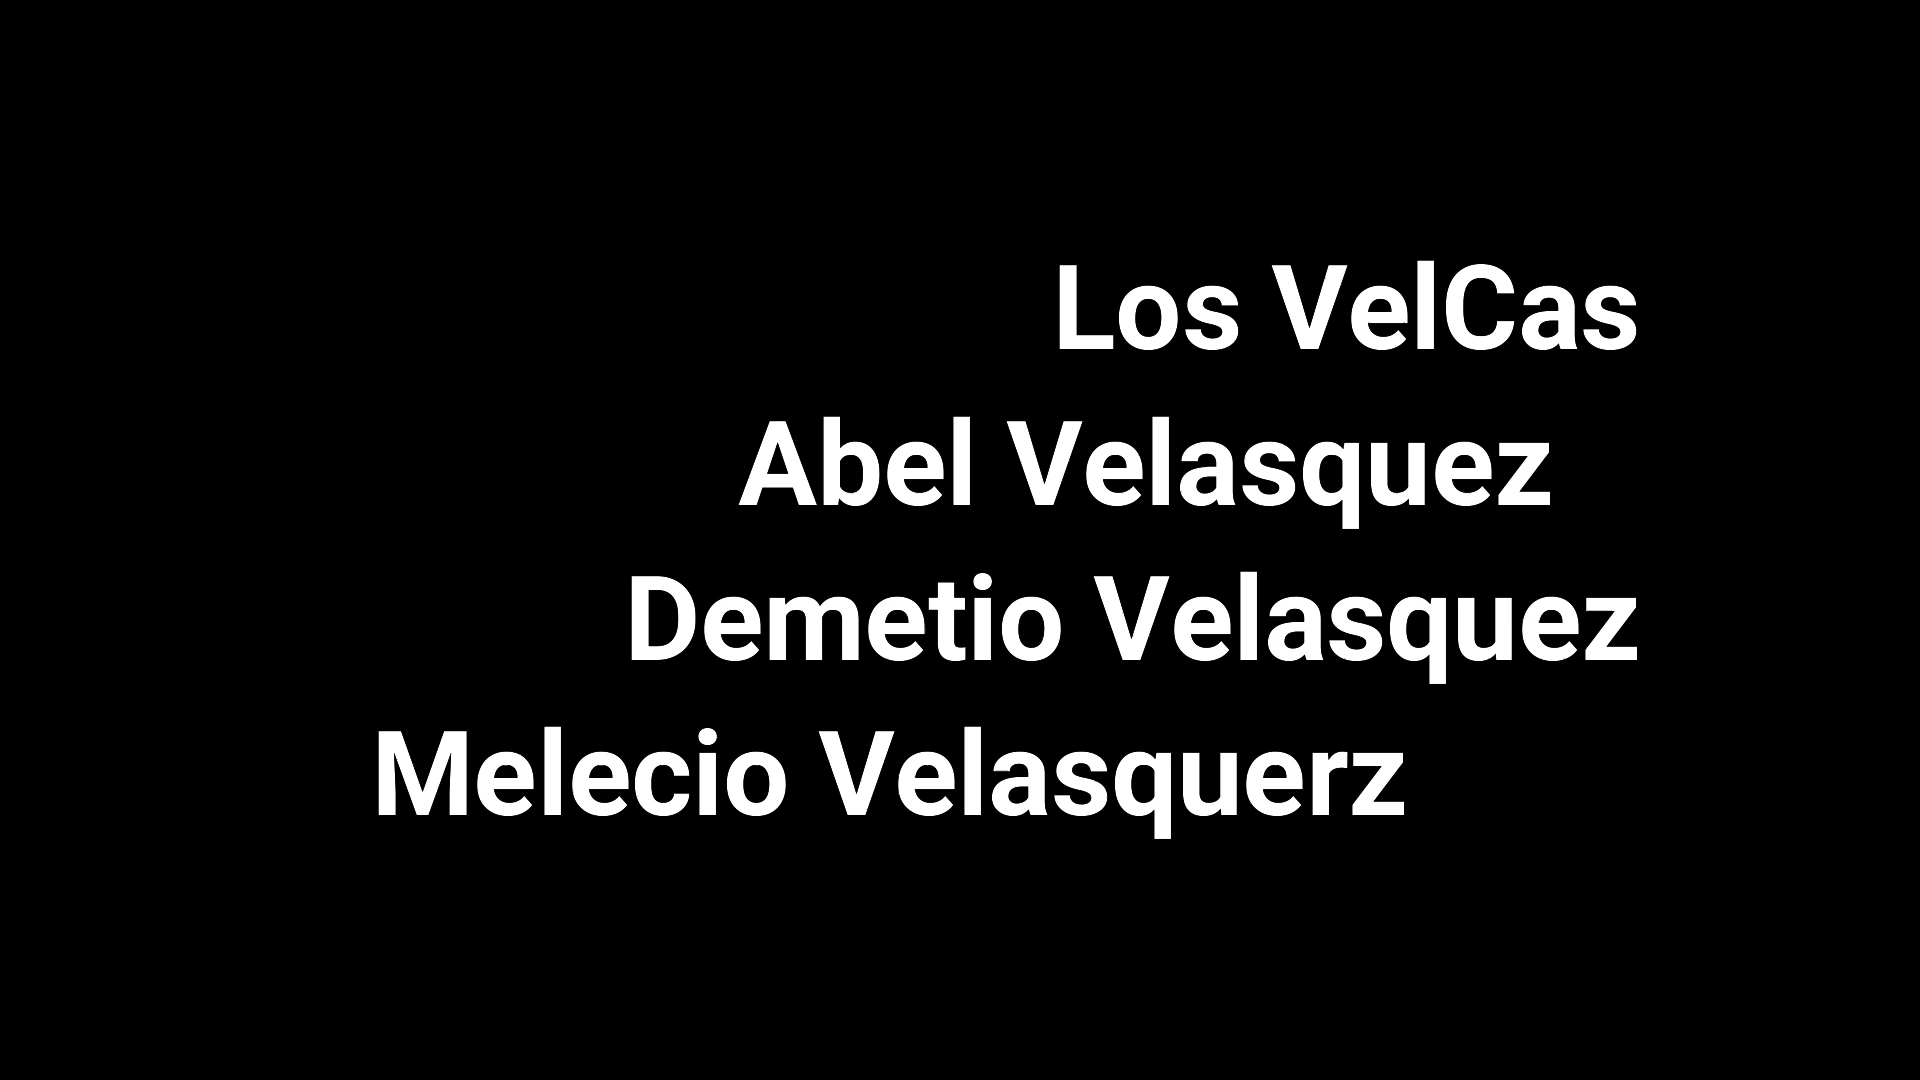 Los VelCas
Abel Velasquez
Demetio Velasquez
Melecio Velasquerz